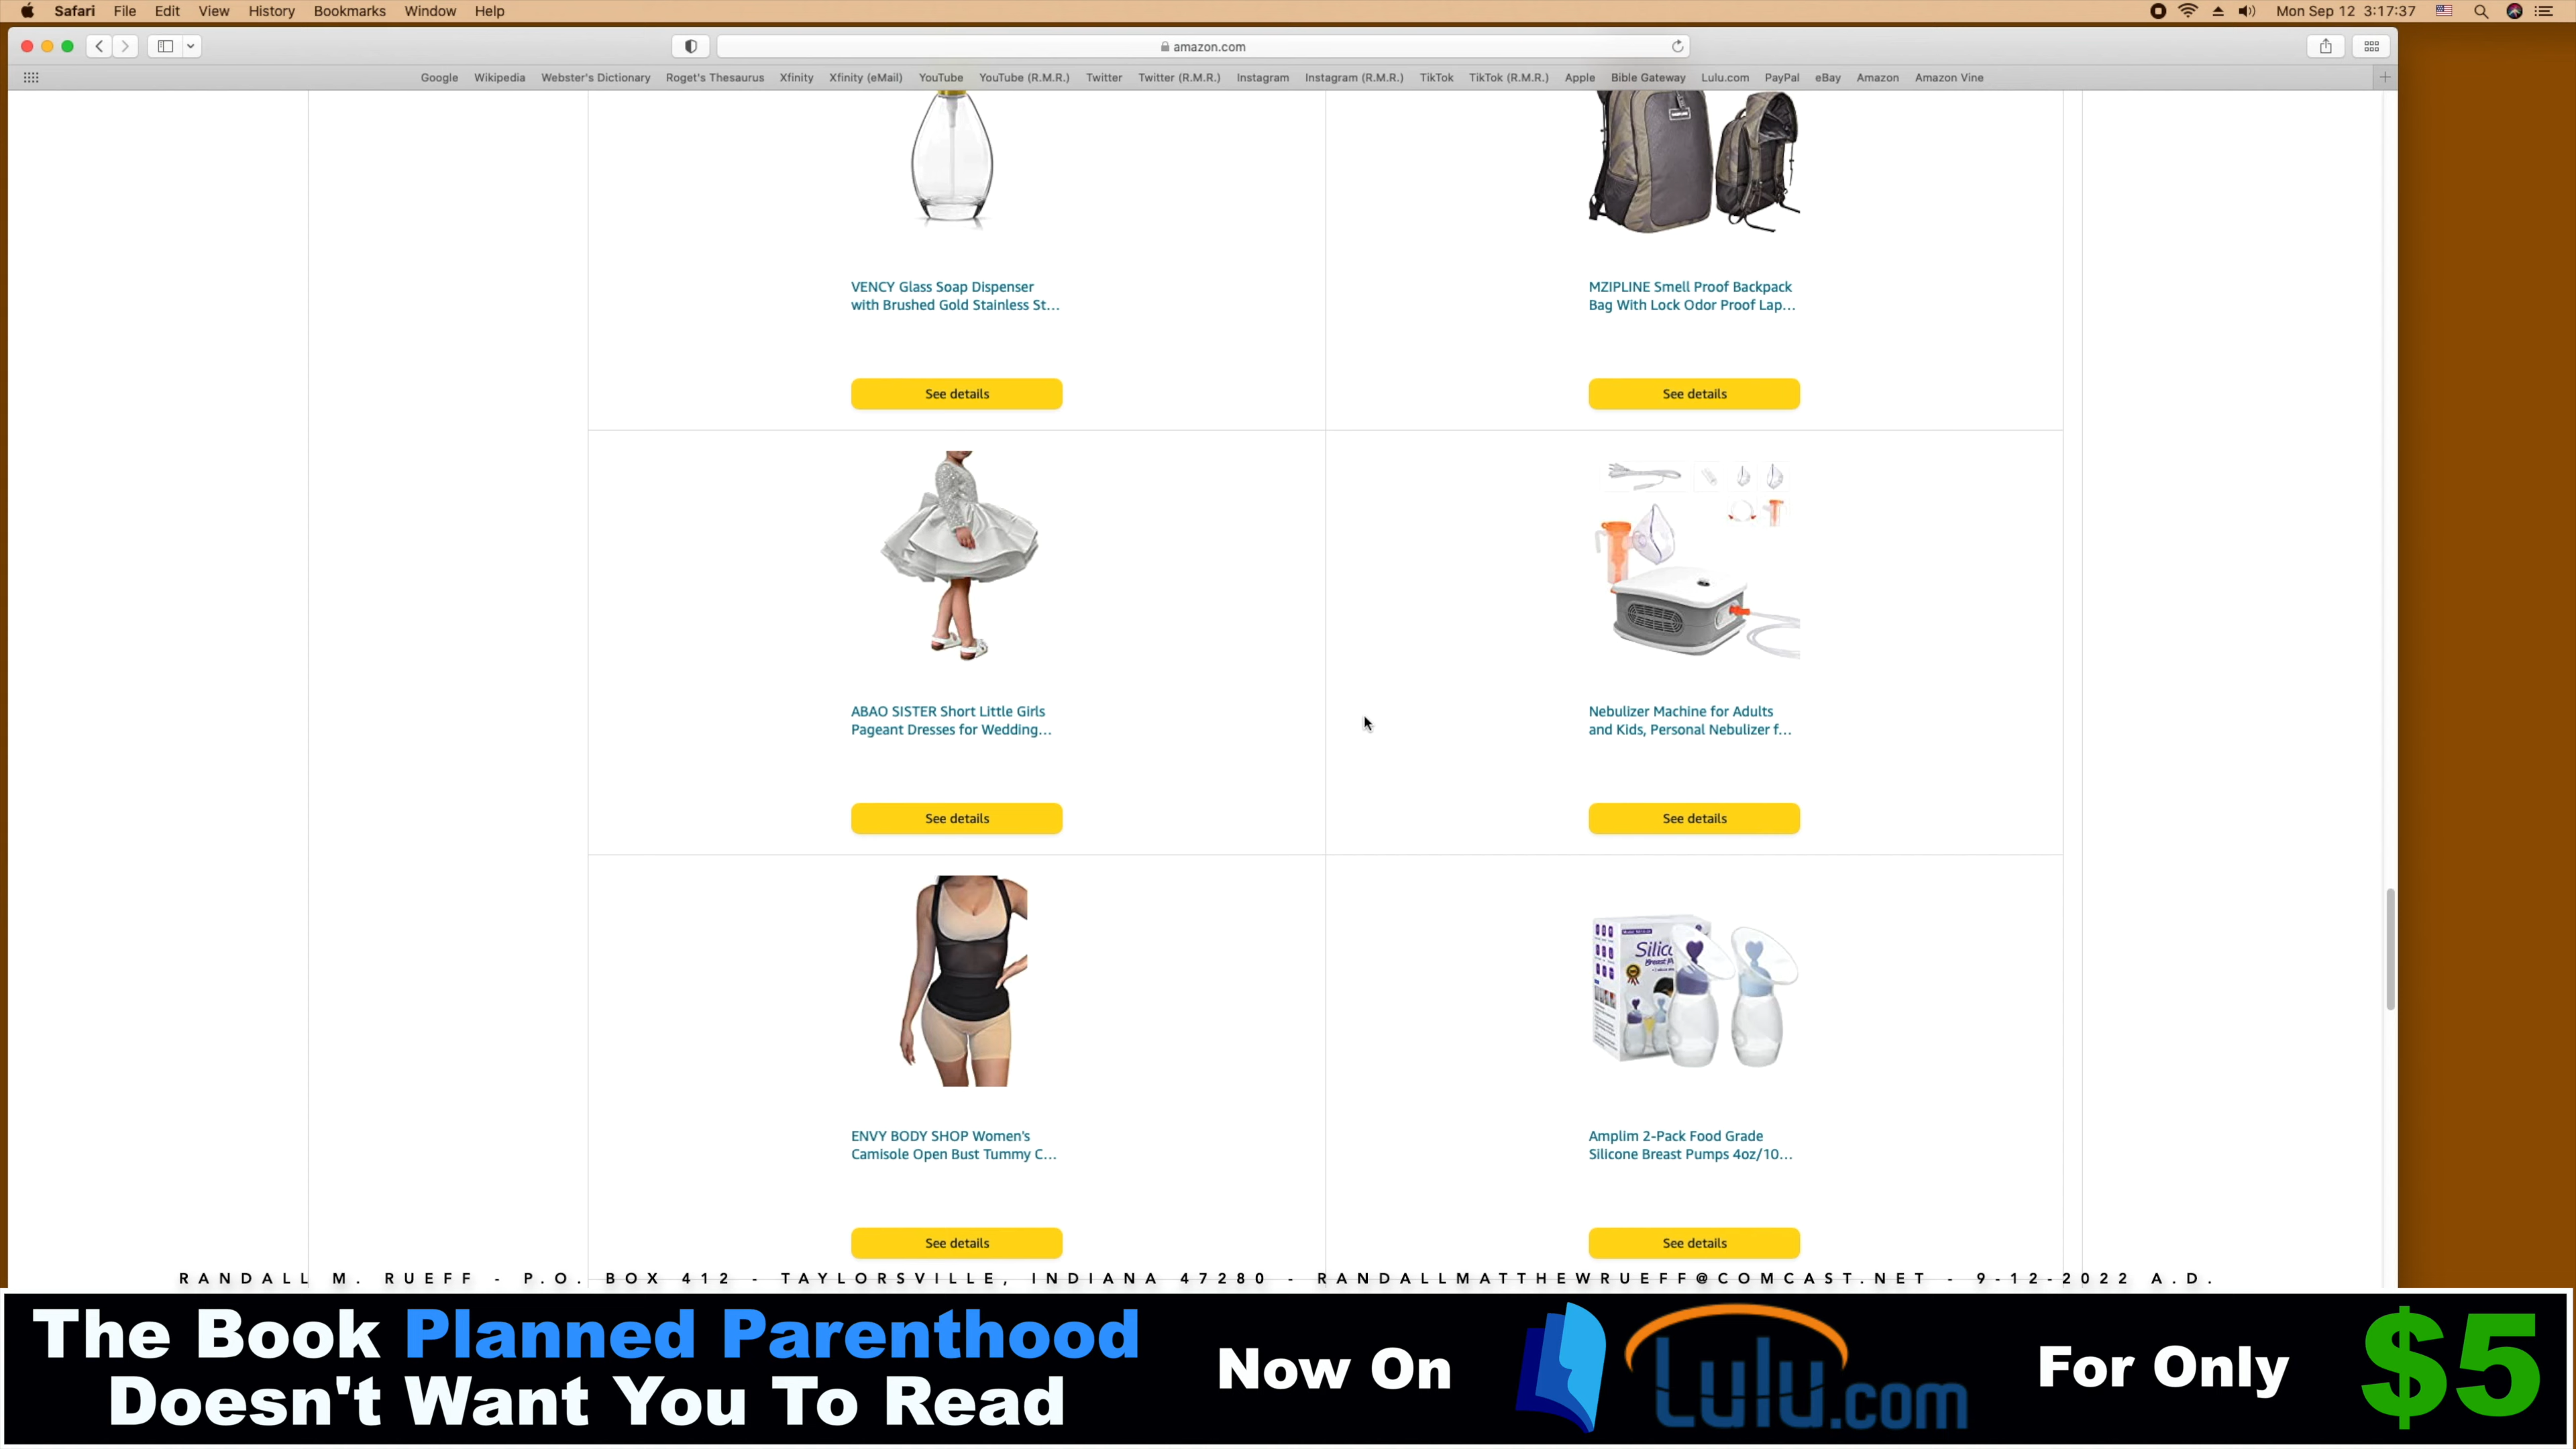 Safari File Edit View History Bookmarks Window Help Mon Sep 12 3:17:37
amazon.com
Google Wikipedia Webster's Dictionary Roget's Thesaurus Xfinity Xfinity (eMail) YouTube YouTube (R.M.R.) Twitter Twitter (R.M.R.) Instagram Instagram (R.M.R.) TikTok TikTok (R.M.R.) Apple Bible Gateway Lulu.com PayPal eBay Amazon Amazon Vine
VENCY Glass Soap Dispenser
with Brushed Gold Stainless St...
See details
MZIPLINE Smell Proof Backpack
Bag With Lock Odor Proof Lap...
See details
ABAO SISTER Short Little Girls
Pageant Dresses for Wedding...
See details
Nebulizer Machine for Adults
and Kids, Personal Nebulizer f...
See details
ENVY BODY SHOP Women's
Camisole Open Bust Tummy C...
See details
Amplim 2-Pack Food Grade
Silicone Breast Pumps 4oz/10...
See details
RANDALL M. RUEFF - P.O. BOX 412 - TAYLORSVILLE, INDIANA 47280 - RANDALLMATTHEWRUEFF@COMCAST.NET - 9-12-2022 A.D.
The Book Planned Parenthood
Doesn't Want You To Read
Now On
Lulu.com
For Only
$5